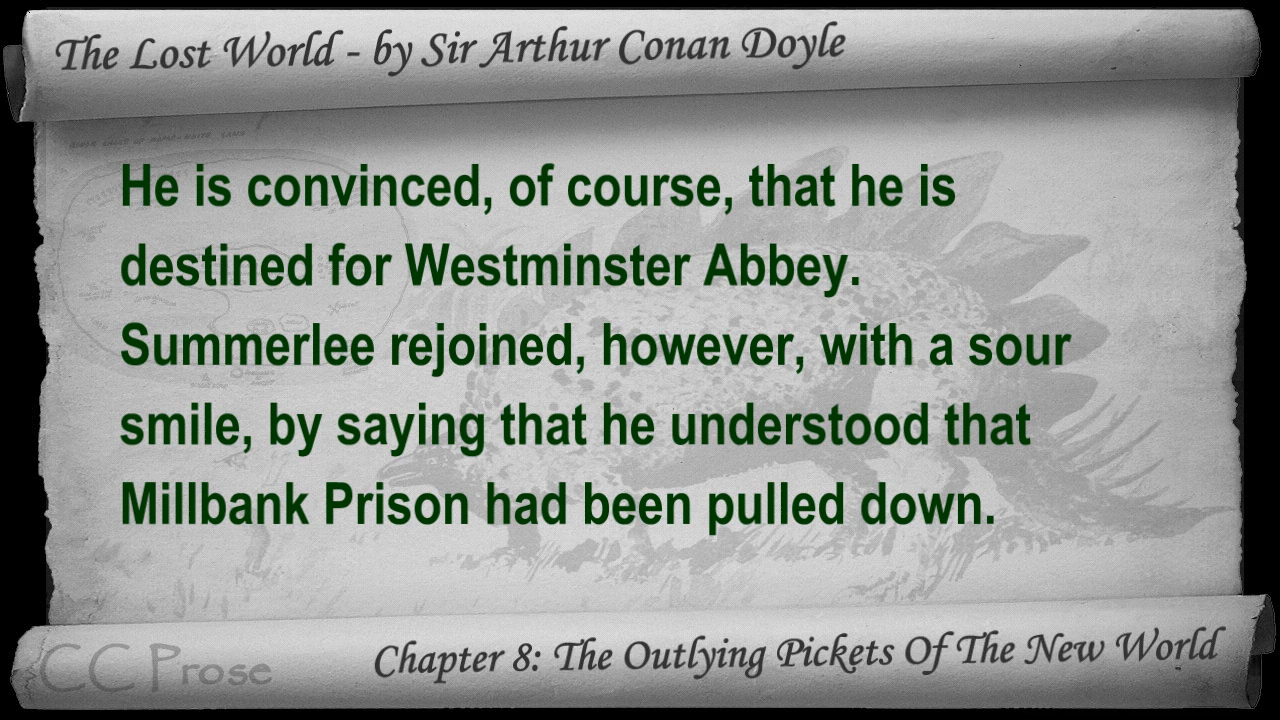 The Lost World - by Sir Arthur Conan Doyle
He is convinced, of course, that he is
destined for Westminster Abbey.
Summerlee rejoined, however, with a sour
smile, by saying that he understood that
Millbank Prison had been pulled down.
Chapter 8: The Outlying Pickets Of The New World
CC Prose